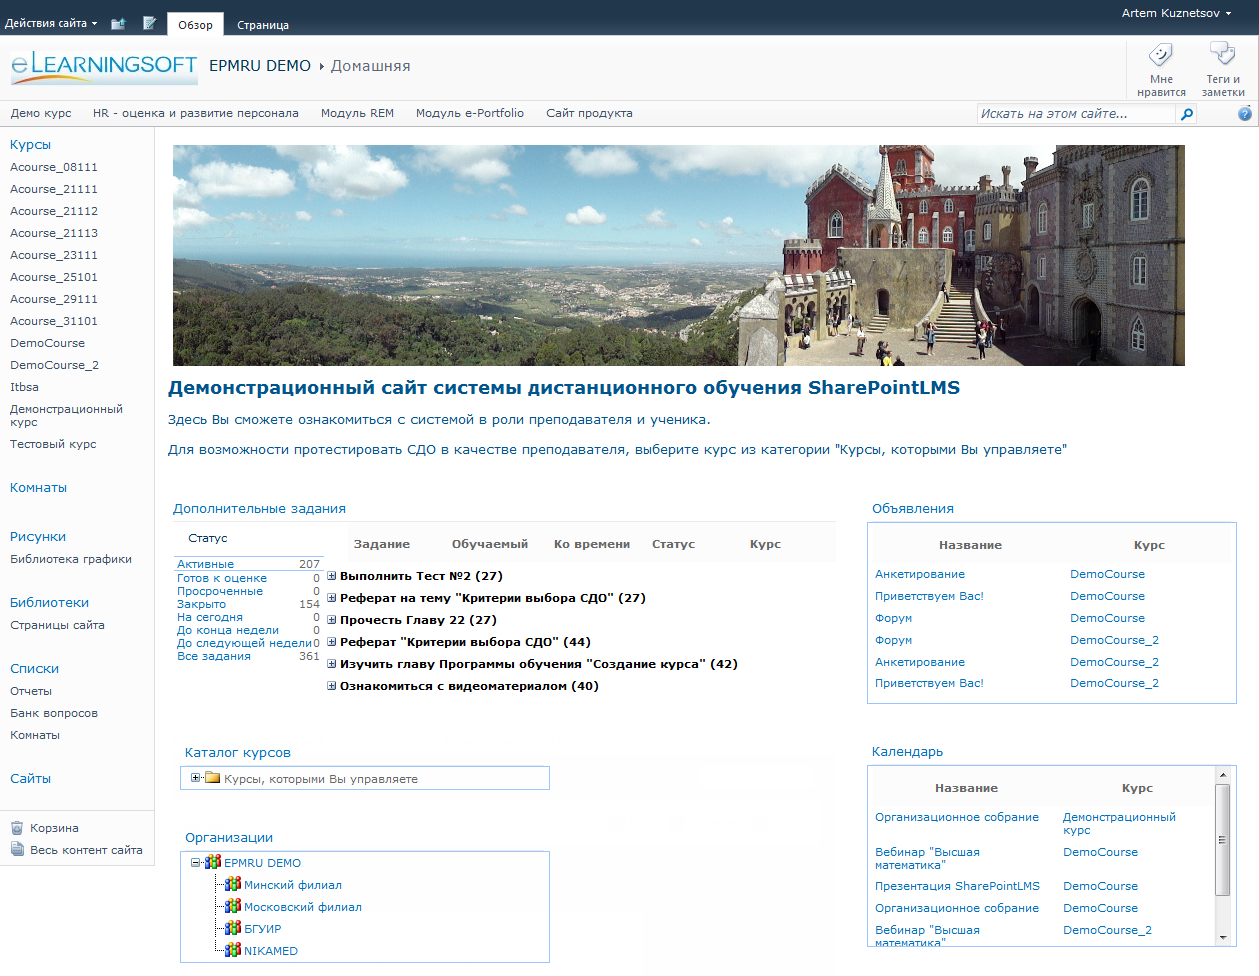 Действия сайта
Обзор
Страница
Artem Kuznetsov
eLearningsoft
EPMRU DEMO
Домашняя
Мне нравится
Теги и заметки
Демо курс
HR - оценка и развитие персонала
Модуль REM
Модуль e-Portfolio
Сайт продукта
Искать на этом сайте...
Курсы
Acourse_08111
Acourse_21111
Acourse_21112
Acourse_21113
Acourse_23111
Acourse_25101
Acourse_29111
Acourse_31101
DemoCourse
DemoCourse_2
Itbsa
Демонстрационный
курс
Тестовый курс
Комнаты
Рисунки
Библиотека графики
Библиотеки
Страницы сайта
Списки
Отчеты
Банк вопросов
Комнаты
Сайты
Корзина
Весь контент сайта
Демонстрационный сайт системы дистанционного обучения SharePointLMS
Здесь Вы сможете ознакомиться с системой в роли преподавателя и ученика.
Для возможности протестировать СДО в качестве преподавателя, выберите курс из категории "Курсы, которыми Вы управляете"
Дополнительные задания
Статус
Активные 207
Готов к оценке 0
Просроченные 0
Закрыто 154
На сегодня 0
До конца недели 0
До следующей недели 0
Все задания 361
Задание Обучаемый Ко времени Статус Курс
Выполнить Тест №2 (27)
Реферат на тему "Критерии выбора СДО" (27)
Прочесть Главу 22 (27)
Реферат "Критерии выбора СДО" (44)
Изучить главу Программы обучения "Создание курса" (42)
Ознакомиться с видеоматериалом (40)
Объявления
Название Курс
Анкетирование DemoCourse
Приветствуем Вас! DemoCourse
Форум DemoCourse
Форум DemoCourse_2
Анкетирование DemoCourse_2
Приветствуем Вас! DemoCourse_2
Каталог курсов
Курсы, которыми Вы управляете
Организации
EPMRU DEMO
Минский филиал
Московский филиал
БГУИР
NIKAMED
Календарь
Название Курс
Организационное собрание Демонстрационный
курс
Вебинар "Высшая DemoCourse
математика"
Презентация SharePointLMS DemoCourse
Организационное собрание DemoCourse
Вебинар "Высшая DemoCourse_2
математика"